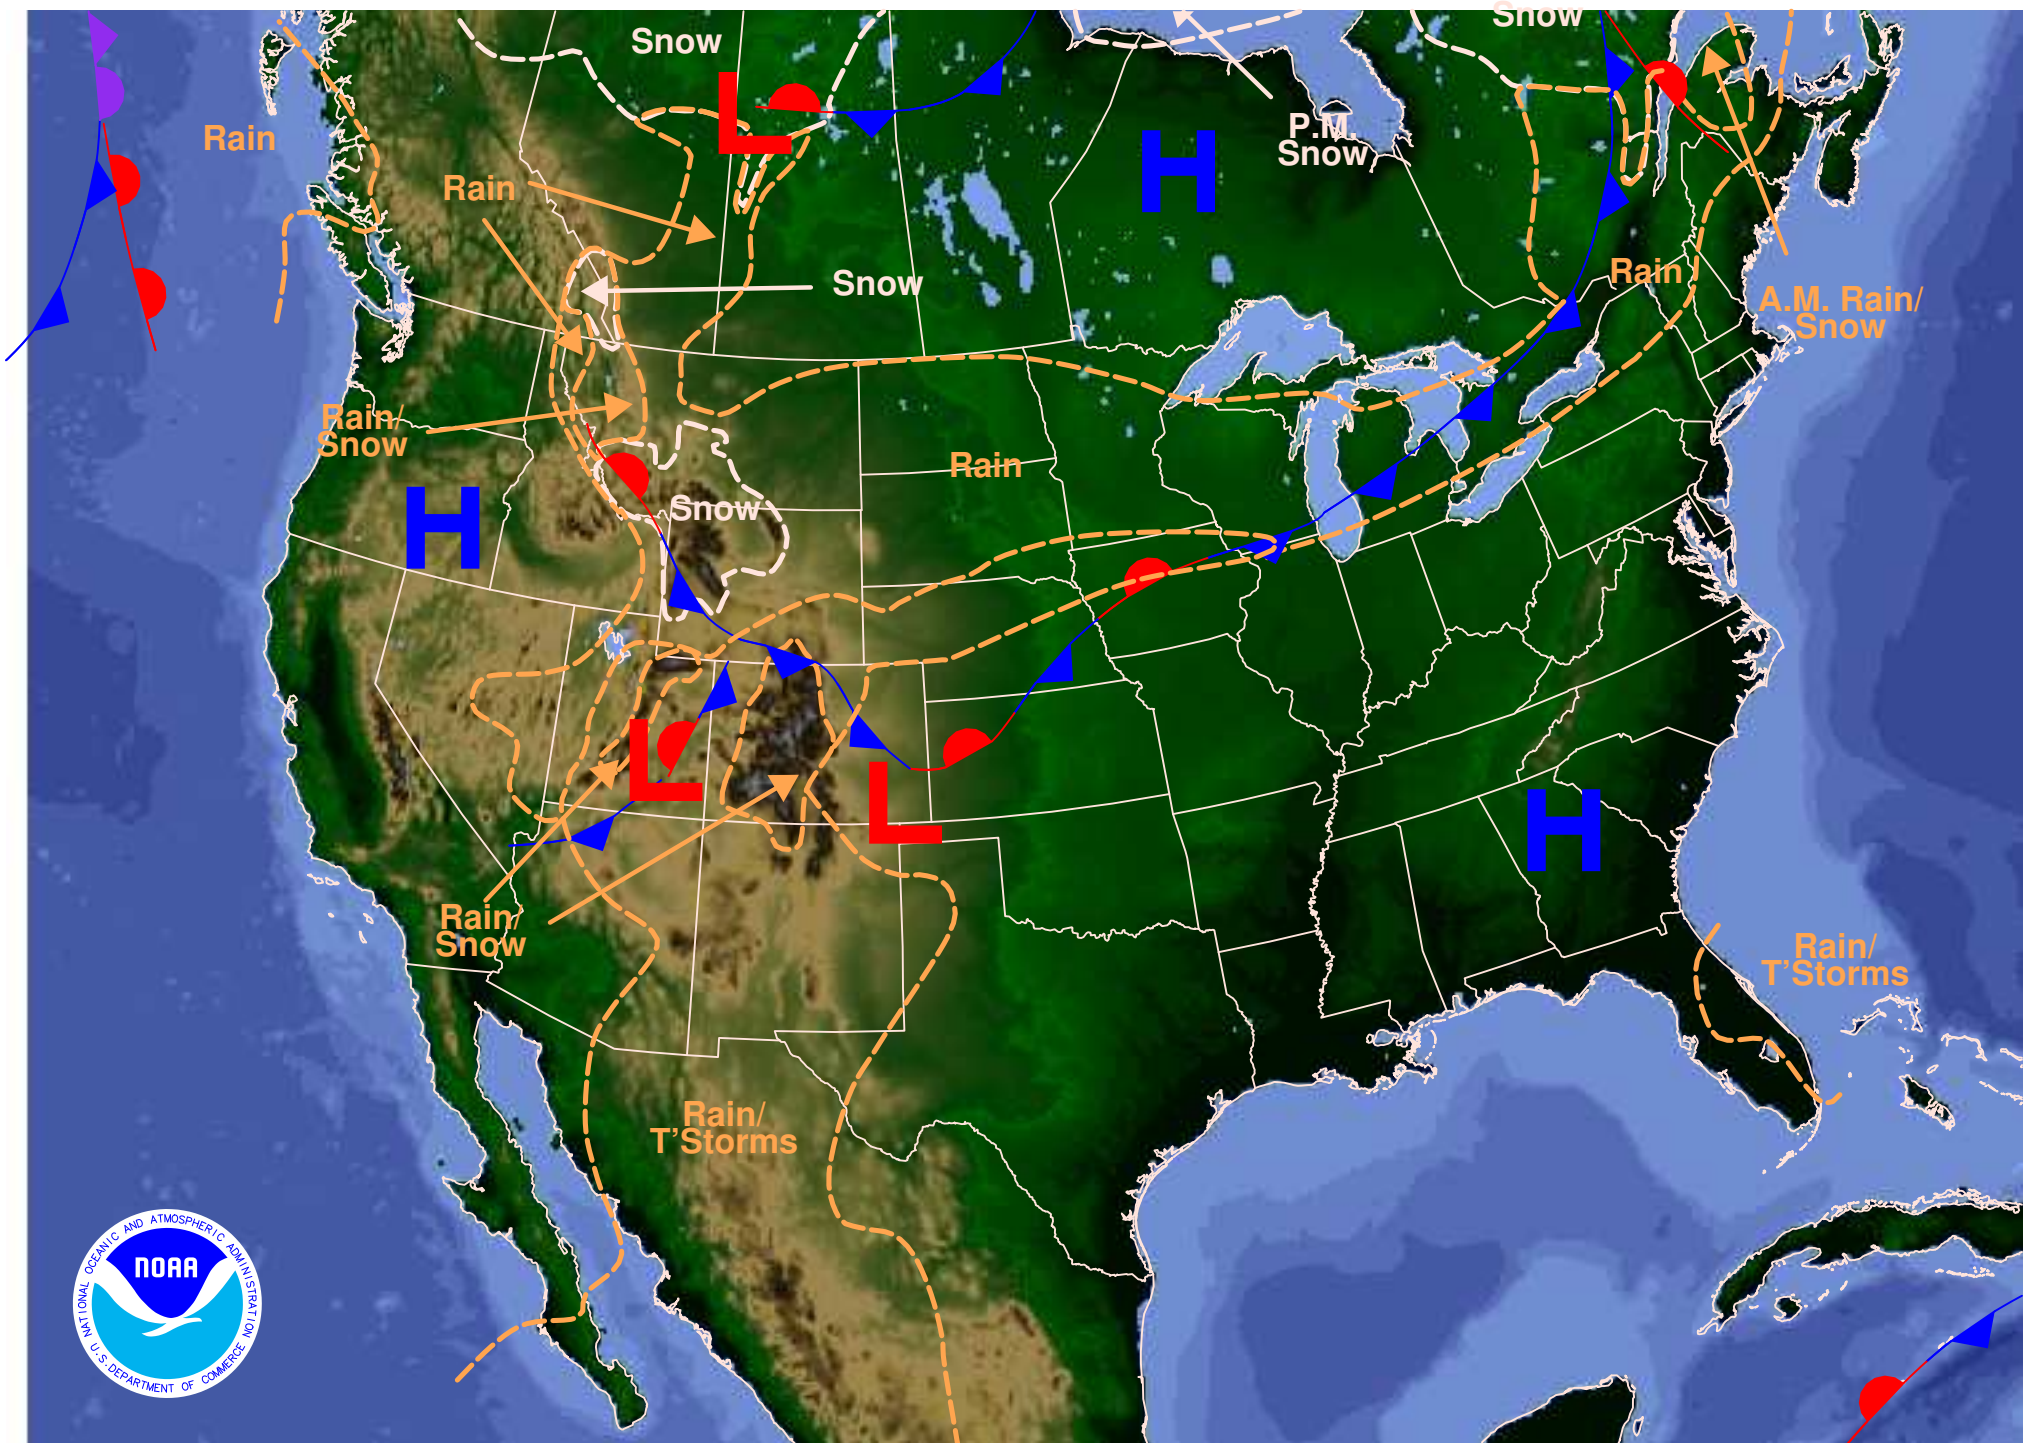 Snow
Snow
P.M.
Snow
Rain
Rain
Snow
Rain
A.M. Rain/
Snow
Rain/
Snow
Rain
Snow
H
H
L
L
L
H
Rain/
Snow
Rain/
T'Storms
Rain/
T'Storms
NATIONAL OCEANIC AND ATMOSPHERIC ADMINISTRATION
NOAA
U.S. DEPARTMENT OF COMMERCE